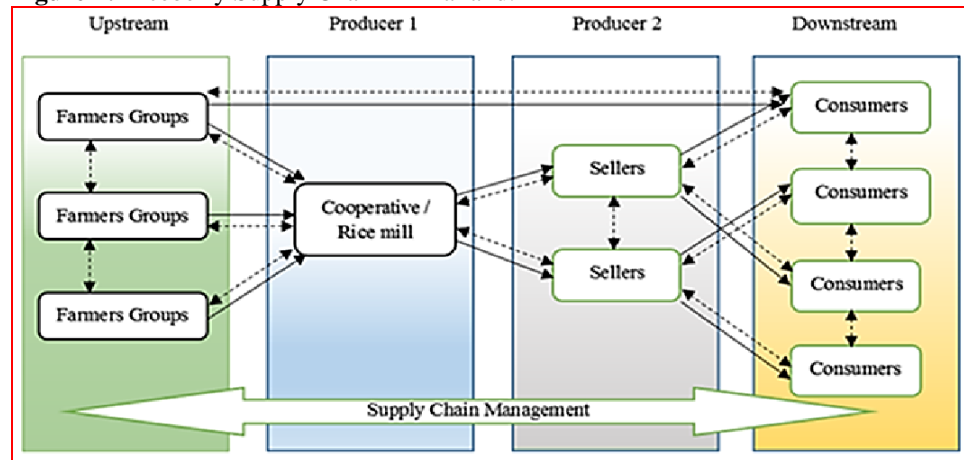 Upstream
Producer 1
Producer 2
Downstream
Farmers Groups
Farmers Groups
Farmers Groups
Cooperative /
Rice mill
Sellers
Sellers
Consumers
Consumers
Consumers
Consumers
Supply Chain Management